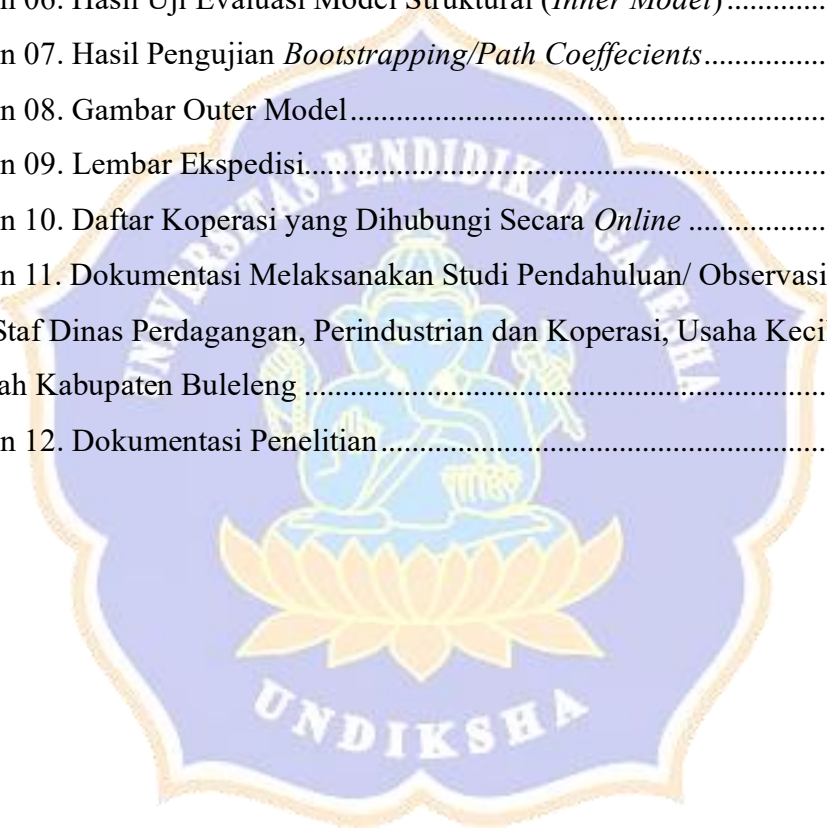 n 06. Hasil Uji Evaluasi Model Struktural (Inner Model)..............
n 07. Hasil Pengujian Bootstrapping/Path Coeffecients...............
n 08. Gambar Outer Model............................................................
n 09. Lembar Ekspedisi.................................................................
n 10. Daftar Koperasi yang Dihubungi Secara Online .................
n 11. Dokumentasi Melaksanakan Studi Pendahuluan/ Observasi
Staf Dinas Perdagangan, Perindustrian dan Koperasi, Usaha Kecil
ah Kabupaten Buleleng .................................................................
n 12. Dokumentasi Penelitian........................................................
UNIVERSITAS PENDIDIKAN GANESHA
UNDIKSHA